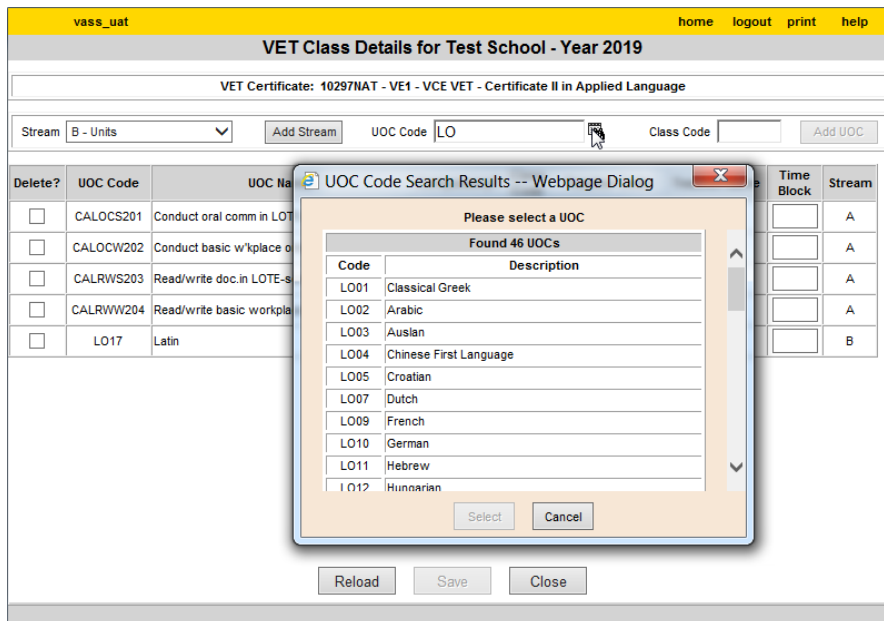 vass_uat home logout print help
VET Class Details for Test School - Year 2019
VET Certificate: 10297NAT - VE1 - VCE VET - Certificate II in Applied Language
Stream B - Units Add Stream UOC Code LO Class Code Add UOC
Delete? UOC Code UOC Na Time Block Stream
CALOCS201 Conduct oral comm in LOT A
CALOCW202 Conduct basic w'kplace o A
CALRWS203 Read/write doc.in LOTE-s A
CALRWW204 Read/write basic workpla A
LO17 Latin B
UOC Code Search Results -- Webpage Dialog
Please select a UOC
Found 46 UOCs
Code Description
LO01 Classical Greek
LO02 Arabic
LO03 Auslan
LO04 Chinese First Language
LO05 Croatian
LO07 Dutch
LO09 French
LO10 German
LO11 Hebrew
LO12 Hungarian
Select Cancel
Reload Save Close